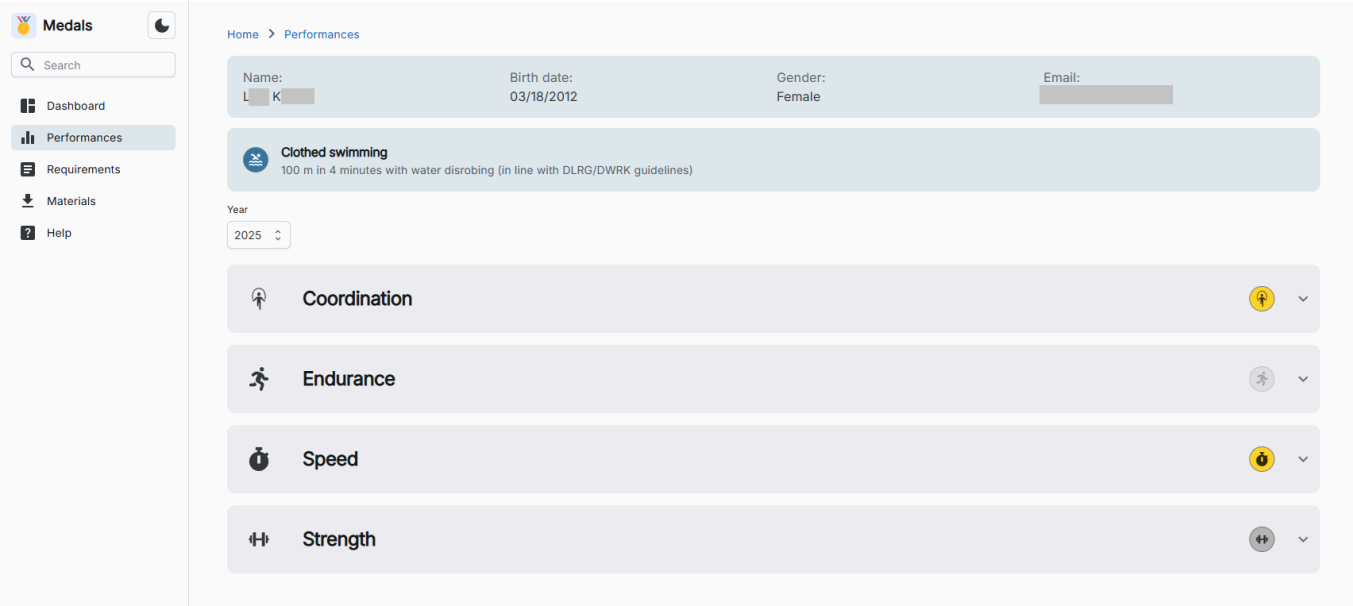 Medals
Search
Dashboard
Performances
Requirements
Materials
Help
Home > Performances
Name:
L K
Birth date:
03/18/2012
Gender:
Female
Email:
Clothed swimming
100 m in 4 minutes with water disrobing (in line with DLRG/DWRK guidelines)
Year
2025
Coordination
Endurance
Speed
Strength